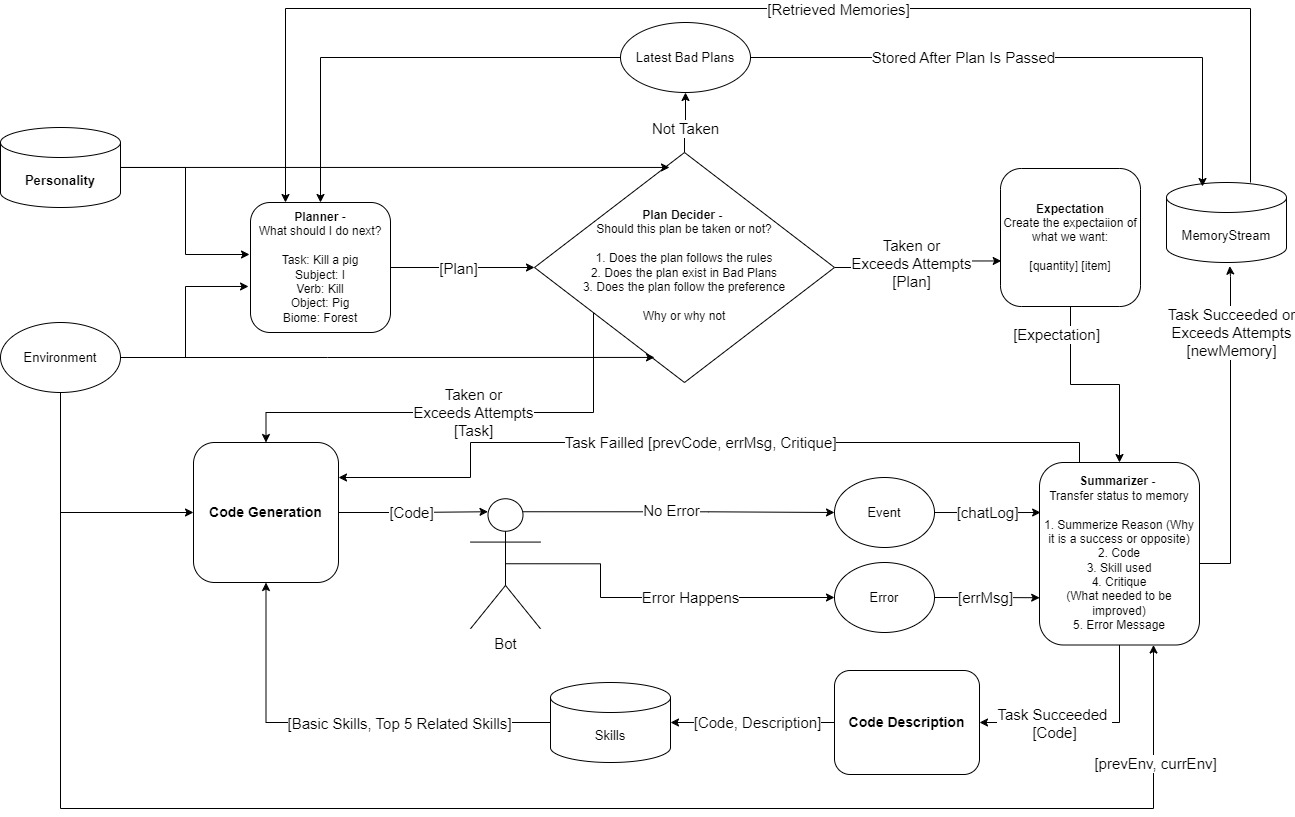 [Retrieved Memories]
Latest Bad Plans
Stored After Plan Is Passed
Not Taken
Personality
Planner -
What should I do next?
Task: Kill a pig
Subject: I
Verb: Kill
Object: Pig
Biome: Forest
[Plan]
Plan Decider -
Should this plan be taken or not?
1. Does the plan follows the rules
2. Does the plan exist in Bad Plans
3. Does the plan follow the preference
Why or why not
Taken or
Exceeds Attempts
[Plan]
Expectation
Create the expectaiion of
what we want:
[quantity] [item]
MemoryStream
Environment
[Expectation]
Task Succeeded or
Exceeds Attempts
[newMemory]
Taken or
Exceeds Attempts
[Task]
Task Failled [prevCode, errMsg, Critique]
Code Generation
[Code]
Bot
No Error
Event
[chatLog]
Error Happens
Error
[errMsg]
Summarizer -
Transfer status to memory
1. Summerize Reason (Why
it is a success or opposite)
2. Code
3. Skill used
4. Critique
(What needed to be
improved)
5. Error Message
[Basic Skills, Top 5 Related Skills]
Skills
[Code, Description]
Code Description
Task Succeeded
[Code]
[prevEnv, currEnv]